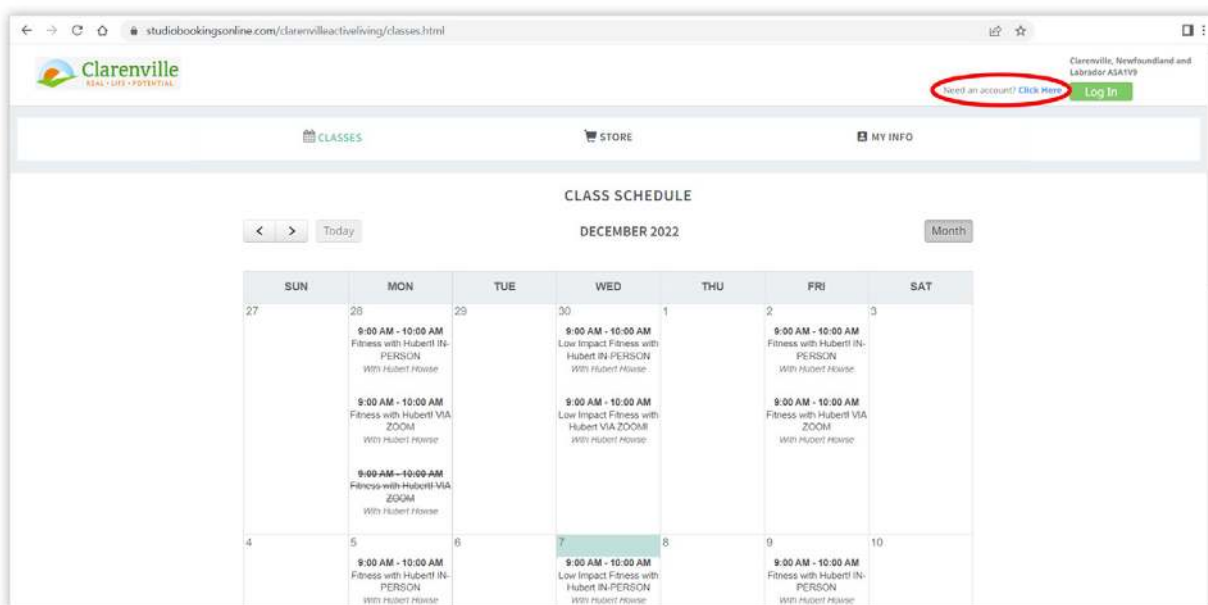 studiobookingsonline.com/clarenvilleactiveliving/classes.html
Clarenville
REAL • LIFE • POTENTIAL
Clarenville, Newfoundland and
Labrador A5A1V9
Need an account? Click Here
Log In
CLASSES
STORE
MY INFO
CLASS SCHEDULE
Today
DECEMBER 2022
Month
SUN MON TUE WED THU FRI SAT
27
28
9:00 AM - 10:00 AM
Fitness with Hubert! IN-
PERSON
With Hubert Howse
9:00 AM - 10:00 AM
Fitness with Hubert! VIA
ZOOM
With Hubert Howse
9:00 AM - 10:00 AM
Fitness with Hubert! VIA
ZOOM
With Hubert Howse
29
30
9:00 AM - 10:00 AM
Low Impact Fitness with
Hubert IN-PERSON
With Hubert Howse
9:00 AM - 10:00 AM
Low Impact Fitness with
Hubert VIA ZOOM!
With Hubert Howse
1
2
9:00 AM - 10:00 AM
Fitness with Hubert! IN-
PERSON
With Hubert Howse
9:00 AM - 10:00 AM
Fitness with Hubert! VIA
ZOOM
With Hubert Howse
3
4
5
9:00 AM - 10:00 AM
Fitness with Hubert! IN-
PERSON
With Hubert Howse
6
7
9:00 AM - 10:00 AM
Low Impact Fitness with
Hubert IN-PERSON
With Hubert Howse
8
9
9:00 AM - 10:00 AM
Fitness with Hubert! IN-
PERSON
With Hubert Howse
10